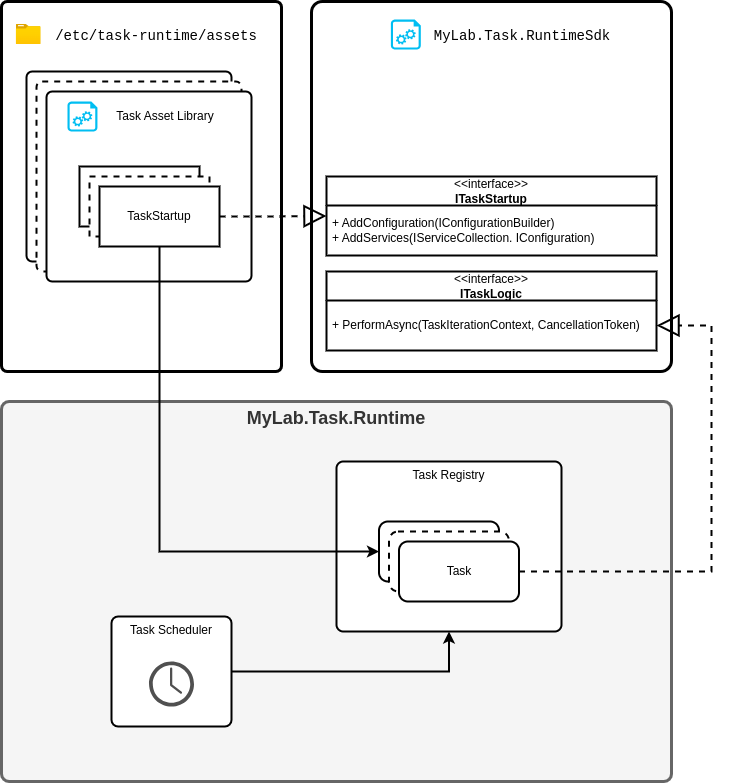 /etc/task-runtime/assets
MyLab.Task.RuntimeSdk
Task Asset Library
TaskStartup
<<interface>>
ITaskStartup
+ AddConfiguration(IConfigurationBuilder)
+ AddServices(IServiceCollection. IConfiguration)
<<interface>>
ITaskLogic
+ PerformAsync(TaskIterationContext, CancellationToken)
MyLab.Task.Runtime
Task Registry
Task
Task Scheduler